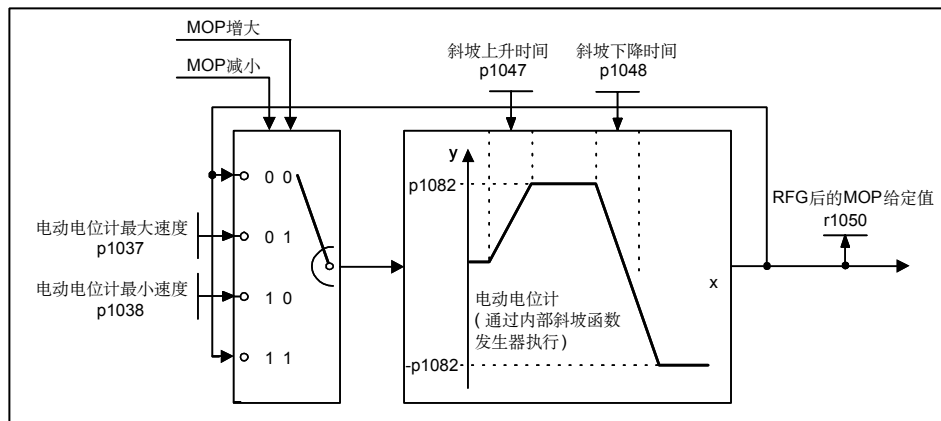 MOP增大
MOP减小
斜坡上升时间
p1047
斜坡下降时间
p1048
0 0
0 1
1 0
1 1
电动电位计最大速度
p1037
电动电位计最小速度
p1038
y
p1082
x
电动电位计
( 通过内部斜坡函数
发生器执行)
-p1082
RFG后的MOP给定值
r1050